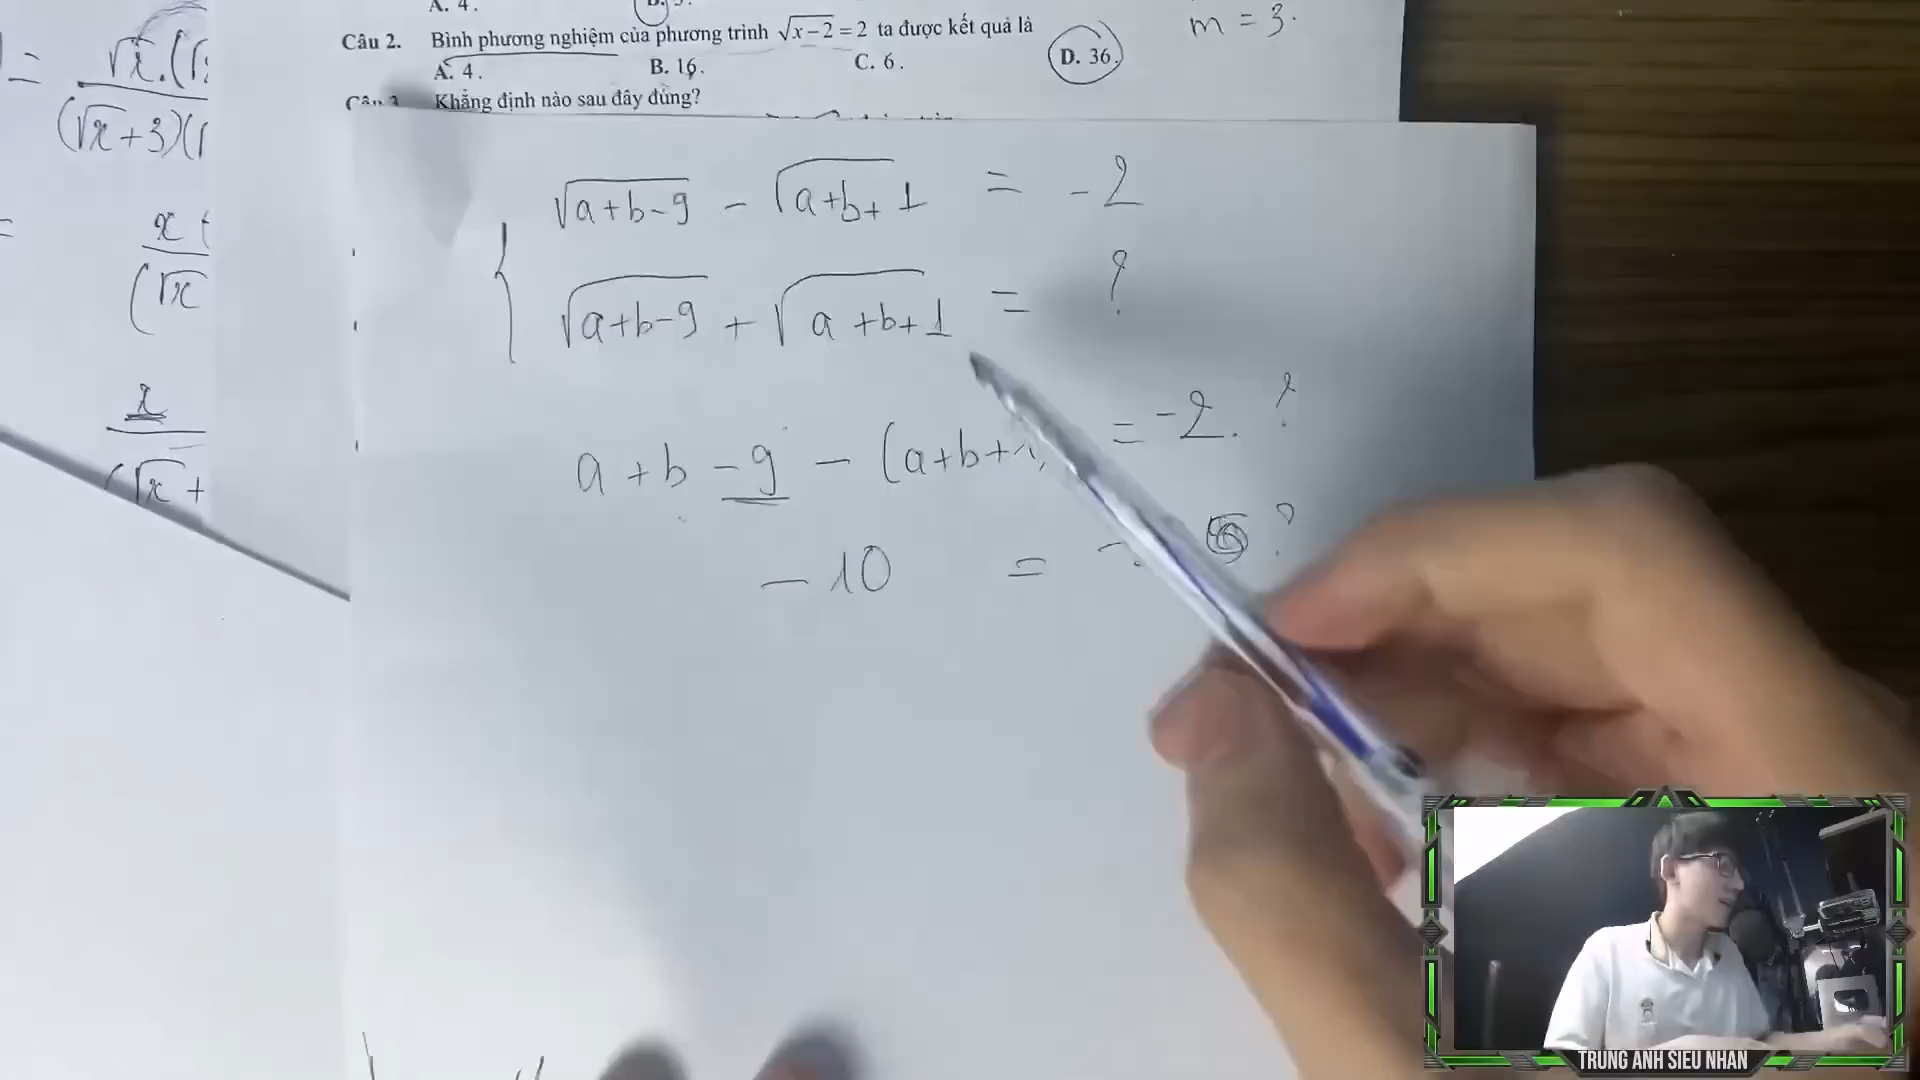 A. 4.
Câu 2. Bình phương nghiệm của phương trình √x−2 = 2 ta được kết quả là
A. 4. B. 16. C. 6. D. 36.
m = 3.
Khẳng định nào sau đây đúng?
= √x.(
(√x+3)(
√a+b-9 - √a+b+1 = -2
√a+b-9 + √a+b+1 = ?
a+b-9 - (a+b+1 = -2. ?
-10 = - ?
=
x +
(√x
x
(√x +
TRUNG ANH SIEU NHAN